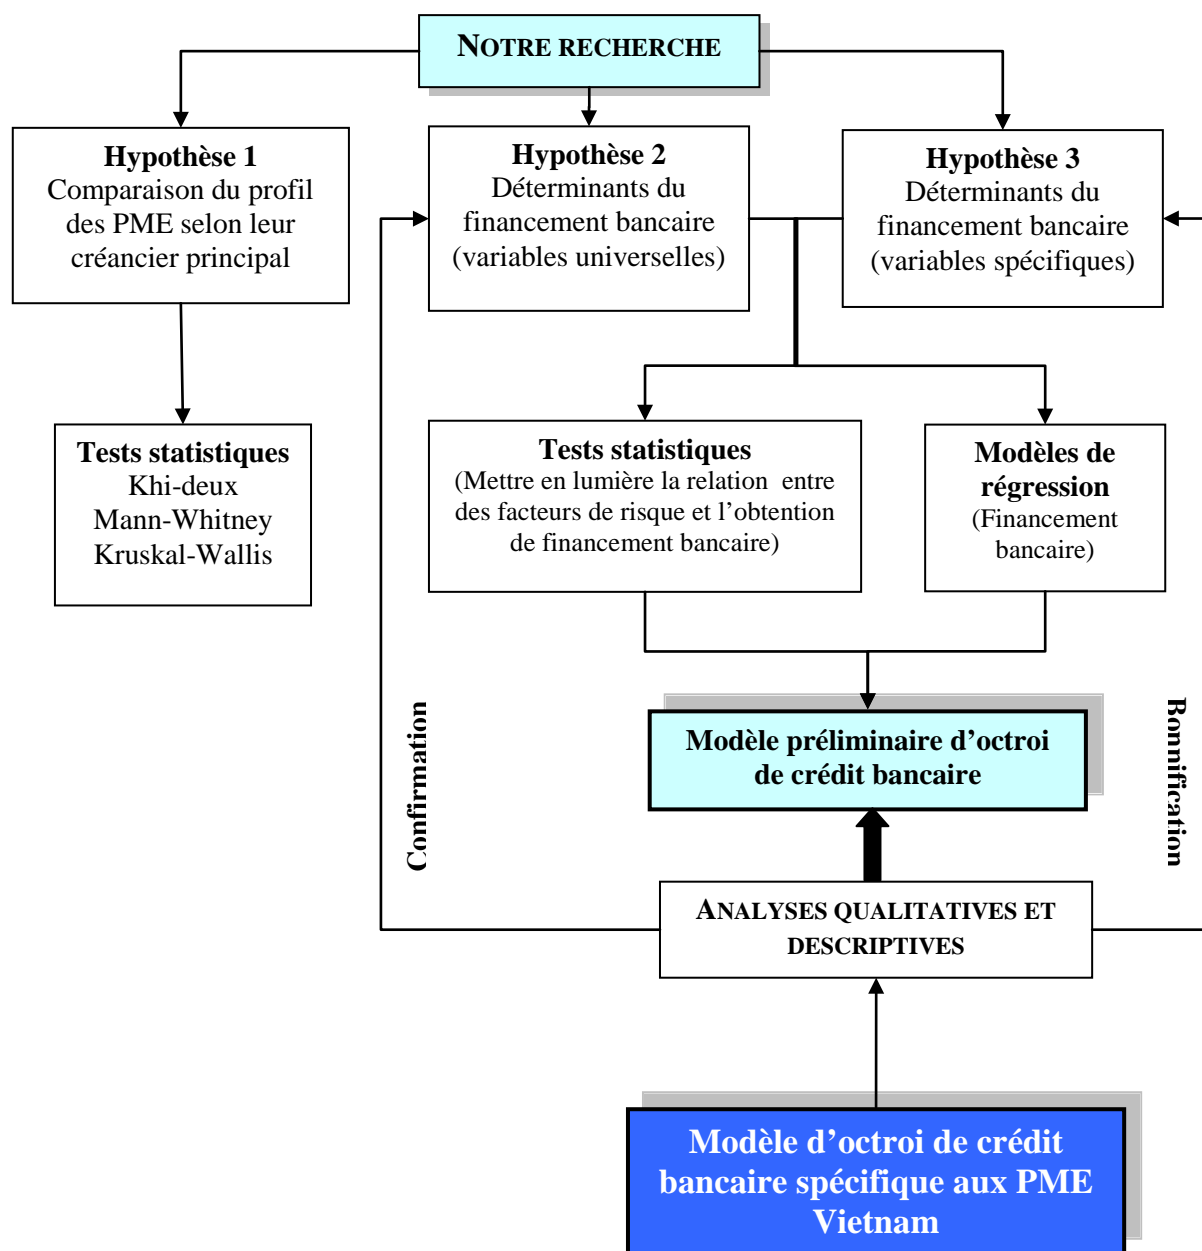 NOTRE RECHERCHE
Hypothèse 1
Comparaison du profil
des PME selon leur
créancier principal
Hypothèse 2
Déterminants du
financement bancaire
(variables universelles)
Hypothèse 3
Déterminants du
financement bancaire
(variables spécifiques)
Tests statistiques
Khi-deux
Mann-Whitney
Kruskal-Wallis
Tests statistiques
(Mettre en lumière la relation entre
des facteurs de risque et l’obtention
de financement bancaire)
Modèles de
régression
(Financement
bancaire)
Confirmation
Modèle préliminaire d’octroi
de crédit bancaire
Bonnification
ANALYSES QUALITATIVES ET
DESCRIPTIVES
Modèle d’octroi de crédit
bancaire spécifique aux PME
Vietnam